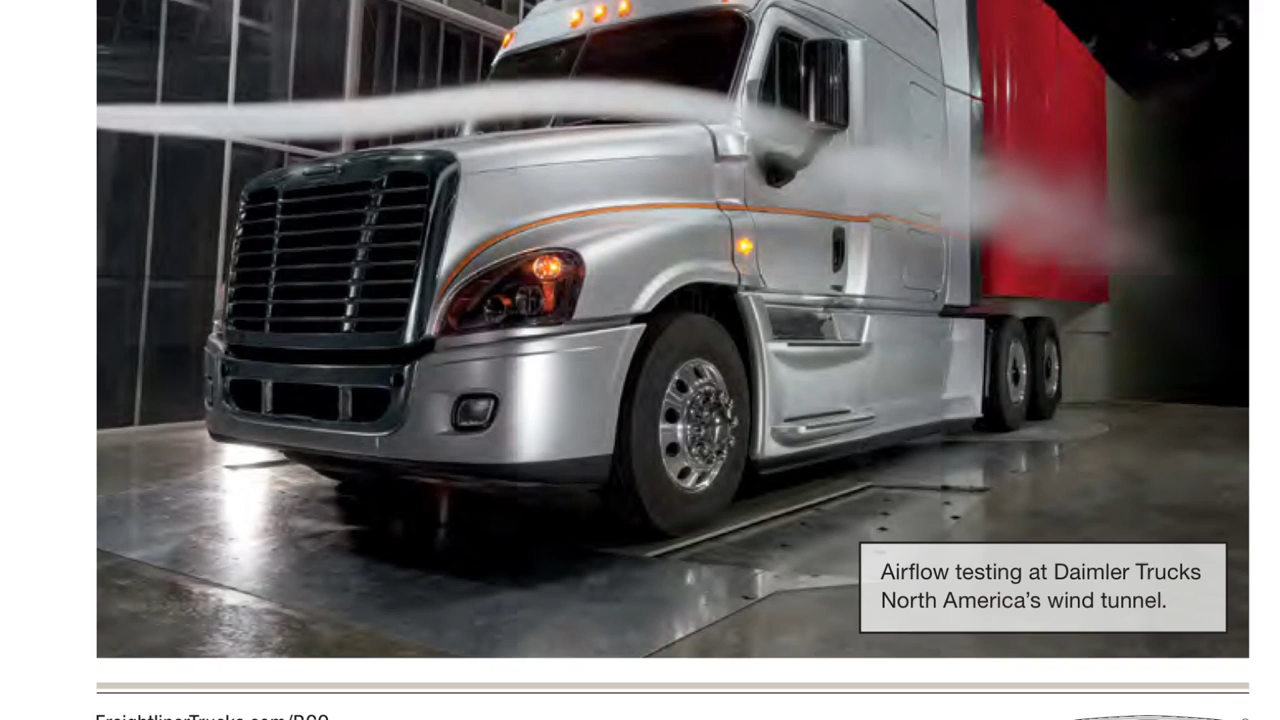 Airflow testing at Daimler Trucks
North America's wind tunnel.